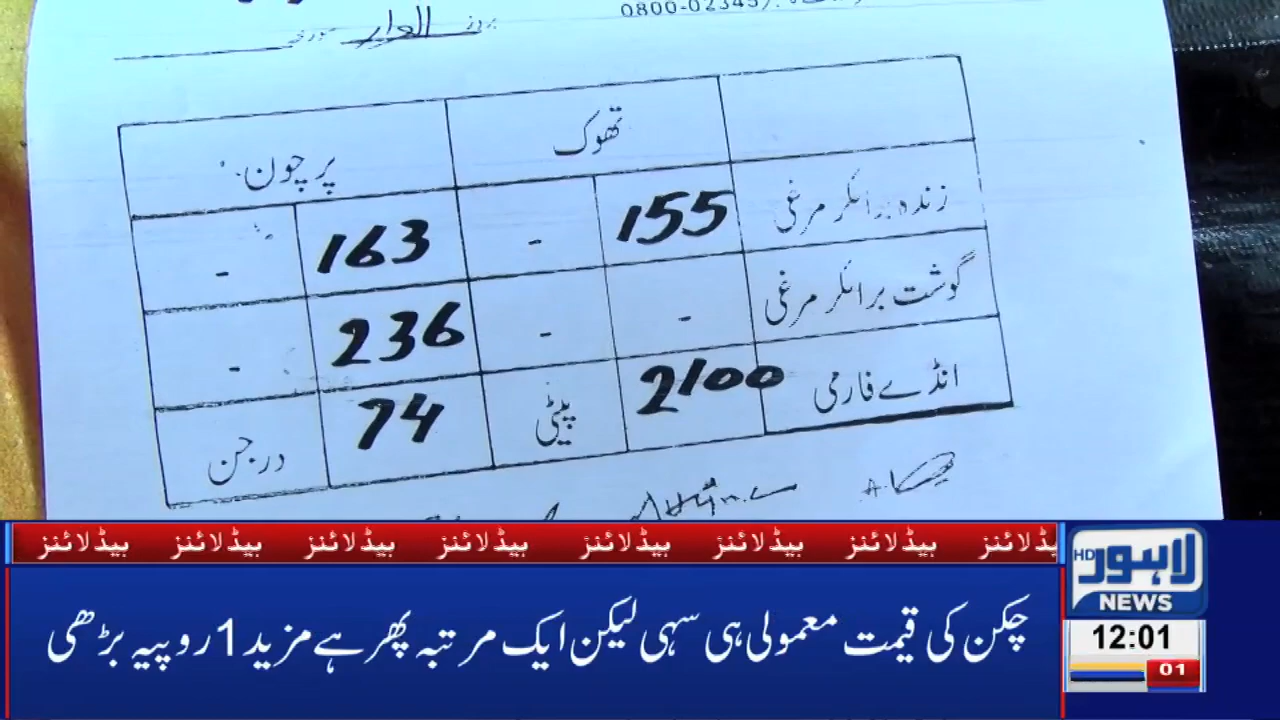 0800-02345
بروز اتوار مورخہ
تھوک پرچون
زندہ برائلر مرغی 155 - 163 -
گوشت برائلر مرغی - - 236 -
انڈے فارمی 2100 پیٹی 74 درجن
ہیڈلائنز ہیڈلائنز ہیڈلائنز ہیڈلائنز ہیڈلائنز ہیڈلائنز ہیڈلائنز
چکن کی قیمت معمولی ہی سہی لیکن ایک مرتبہ پھر ہے مزید 1 روپیہ بڑھی
لاہور HD
NEWS
12:01
01